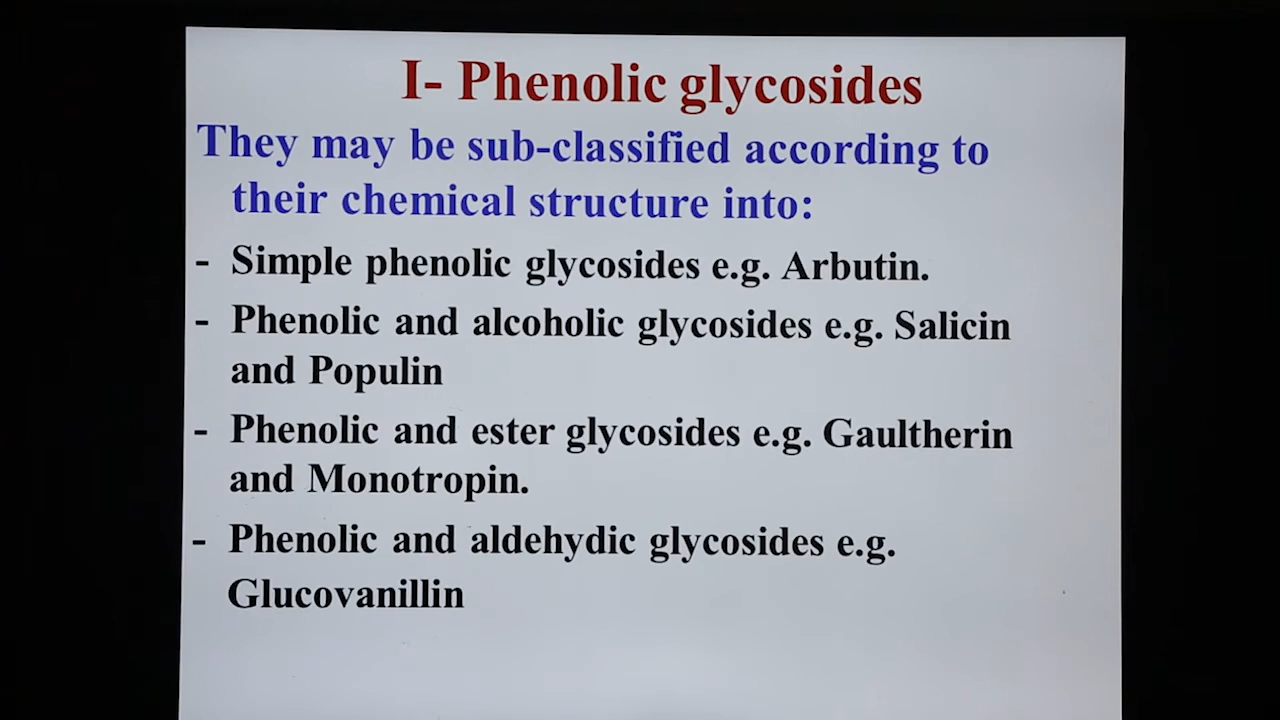 I- Phenolic glycosides
They may be sub-classified according to
their chemical structure into:
- Simple phenolic glycosides e.g. Arbutin.
- Phenolic and alcoholic glycosides e.g. Salicin
and Populin
- Phenolic and ester glycosides e.g. Gaultherin
and Monotropin.
- Phenolic and aldehydic glycosides e.g.
Glucovanillin